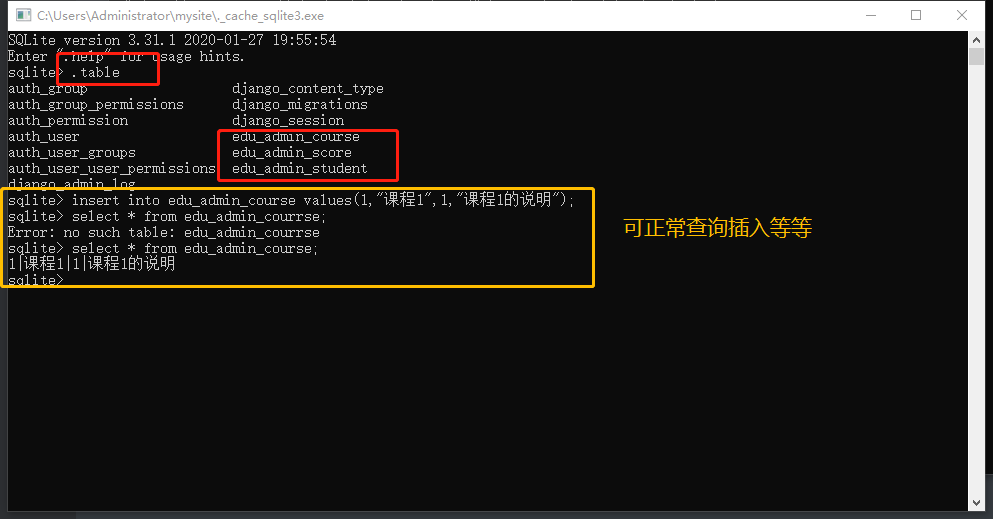 C:\Users\Administrator\mysite\._cache_sqlite3.exe
SQLite version 3.31.1 2020-01-27 19:55:54
Enter ".help" for usage hints.
sqlite> .table
auth_group django_content_type
auth_group_permissions django_migrations
auth_permission django_session
auth_user edu_admin_course
auth_user_groups edu_admin_score
auth_user_user_permissions edu_admin_student
django_admin_log
sqlite> insert into edu_admin_course values(1,"课程1",1,"课程1的说明");
sqlite> select * from edu_admin_courrse;
Error: no such table: edu_admin_courrse
sqlite> select * from edu_admin_course;
1|课程1|1|课程1的说明
sqlite>
可正常查询插入等等